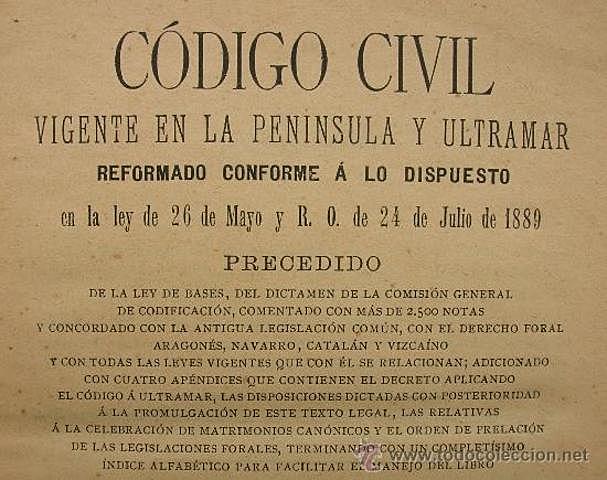 CÓDIGO CIVIL
VIGENTE EN LA PENINSULA Y ULTRAMAR
REFORMADO CONFORME Á LO DISPUESTO
en la ley de 26 de Mayo y R. O. de 24 de Julio de 1889
PRECEDIDO
DE LA LEY DE BASES, DEL DICTAMEN DE LA COMISIÓN GENERAL
DE CODIFICACIÓN, COMENTADO CON MÁS DE 2.500 NOTAS
Y CONCORDADO CON LA ANTIGUA LEGISLACIÓN COMÚN, CON EL DERECHO FORAL
ARAGONÉS, NAVARRO, CATALÁN Y VIZCAÍNO
Y CON TODAS LAS LEYES VIGENTES QUE CON ÉL SE RELACIONAN; ADICIONADO
CON CUATRO APÉNDICES QUE CONTIENEN EL DECRETO APLICANDO
EL CÓDIGO Á ULTRAMAR, LAS DISPOSICIONES DICTADAS CON POSTERIORIDAD
Á LA PROMULGACIÓN DE ESTE TEXTO LEGAL, LAS RELATIVAS
Á LA CELEBRACIÓN DE MATRIMONIOS CANÓNICOS Y EL ORDEN DE PRELACIÓN
DE LAS LEGISLACIONES FORALES, TERMINANDO CON UN COMPLETÍSIMO
ÍNDICE ALFABÉTICO PARA FACILITAR EL MANEJO DEL LIBRO
todocoleccion.net